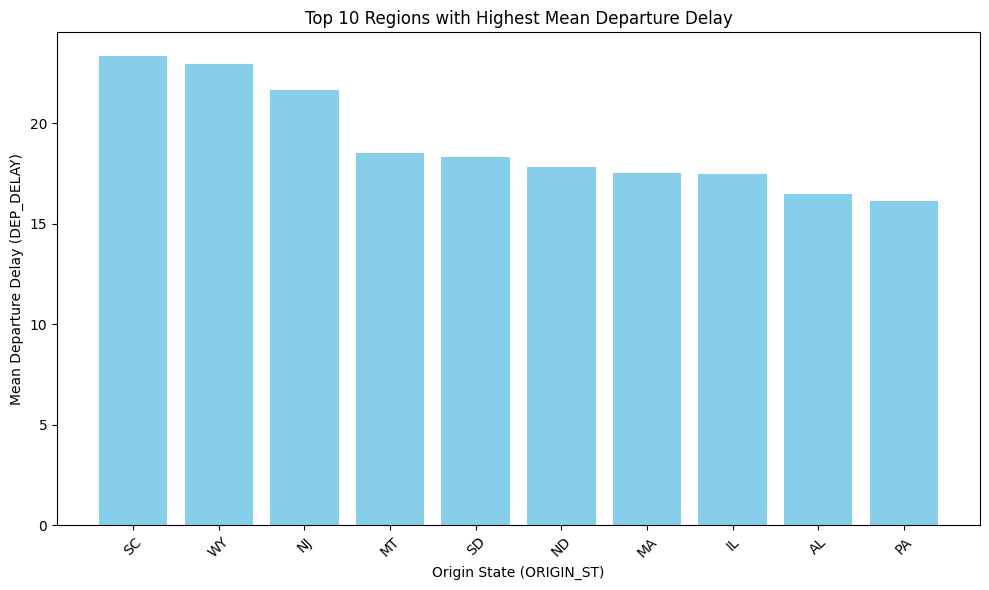 Top 10 Regions with Highest Mean Departure Delay
Mean Departure Delay (DEP_DELAY)
20
15
10
5
0
SC WY NJ MT SD ND MA IL AL PA
Origin State (ORIGIN_ST)